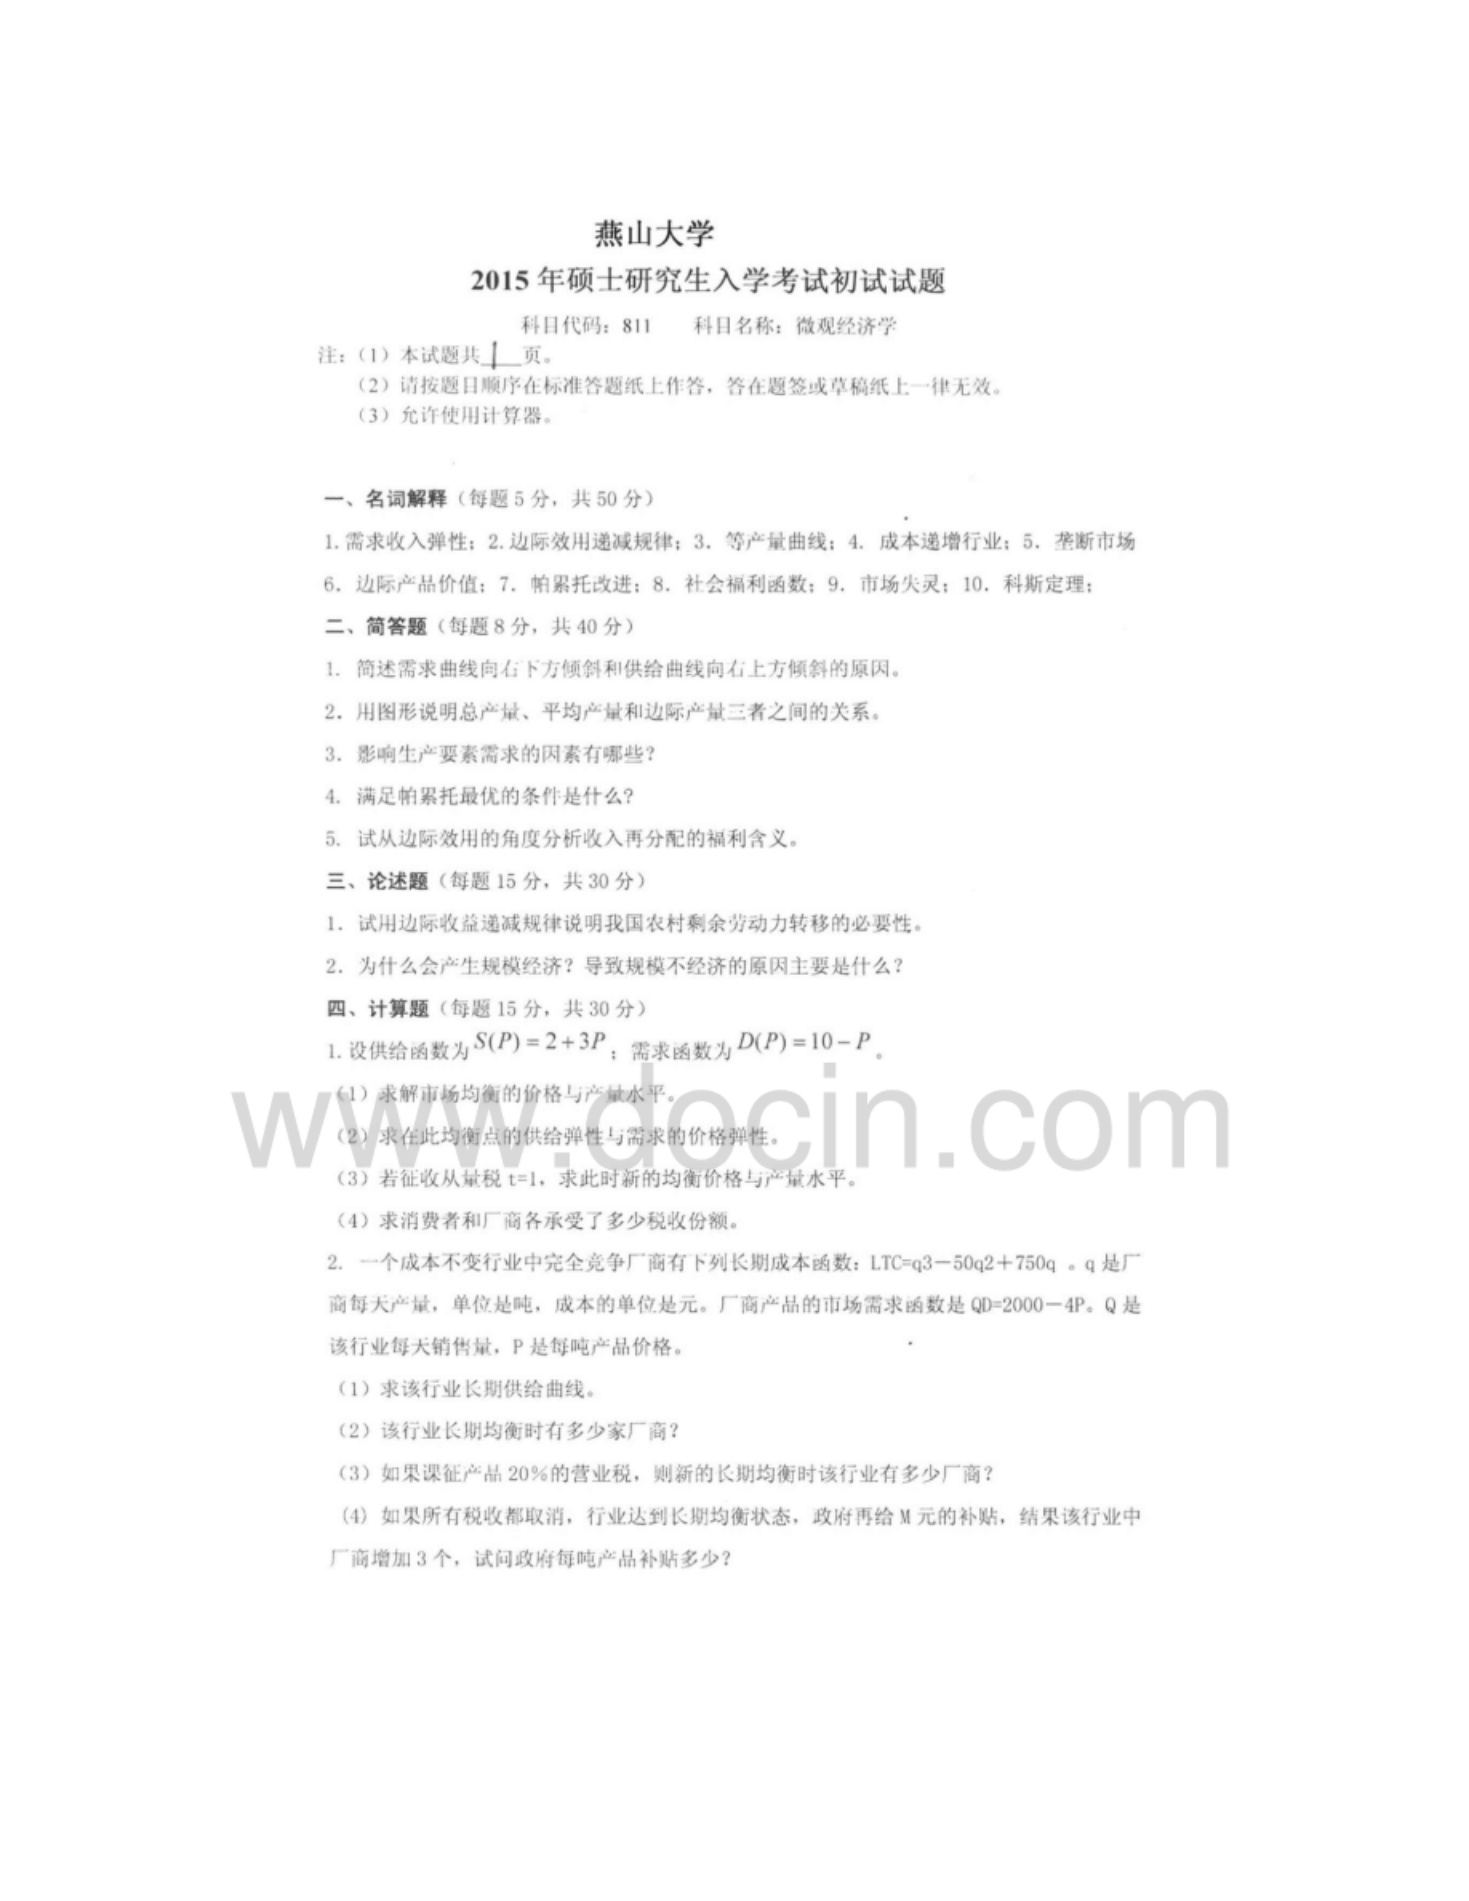 燕山大学
2015 年硕士研究生入学考试初试试题
科目代码：811 科目名称：微观经济学
注：（1）本试题共 1 页。
（2）请按题目顺序在标准答题纸上作答，答在题签或草稿纸上一律无效。
（3）允许使用计算器。
一、名词解释（每题 5 分，共 50 分）
1.需求收入弹性；2.边际效用递减规律；3．等产量曲线；4．成本递增行业；5．垄断市场
6．边际产品价值；7．帕累托改进；8．社会福利函数；9．市场失灵；10．科斯定理；
二、简答题（每题 8 分，共 40 分）
1．简述需求曲线向右下方倾斜和供给曲线向右上方倾斜的原因。
2．用图形说明总产量、平均产量和边际产量三者之间的关系。
3．影响生产要素需求的因素有哪些？
4．满足帕累托最优的条件是什么？
5．试从边际效用的角度分析收入再分配的福利含义。
三、论述题（每题 15 分，共 30 分）
1．试用边际收益递减规律说明我国农村剩余劳动力转移的必要性。
2．为什么会产生规模经济？导致规模不经济的原因主要是什么？
四、计算题（每题 15 分，共 30 分）
1.设供给函数为 S(P) = 2 + 3P；需求函数为 D(P) = 10 − P。
（1）求解市场均衡的价格与产量水平。
www.docin.com
（2）求在此均衡点的供给弹性与需求的价格弹性。
（3）若征收从量税 t=1，求此时新的均衡价格与产量水平。
（4）求消费者和厂商各承受了多少税收份额。
2．一个成本不变行业中完全竞争厂商有下列长期成本函数：LTC=q3－50q2＋750q 。q 是厂
商每天产量，单位是吨，成本的单位是元。厂商产品的市场需求函数是 QD=2000－4P。Q 是
该行业每天销售量，P 是每吨产品价格。
（1）求该行业长期供给曲线。
（2）该行业长期均衡时有多少家厂商？
（3）如果课征产品 20%的营业税，则新的长期均衡时该行业有多少厂商？
（4）如果所有税收都取消，行业达到长期均衡状态，政府再给 M 元的补贴，结果该行业中
厂商增加 3 个，试问政府每吨产品补贴多少？